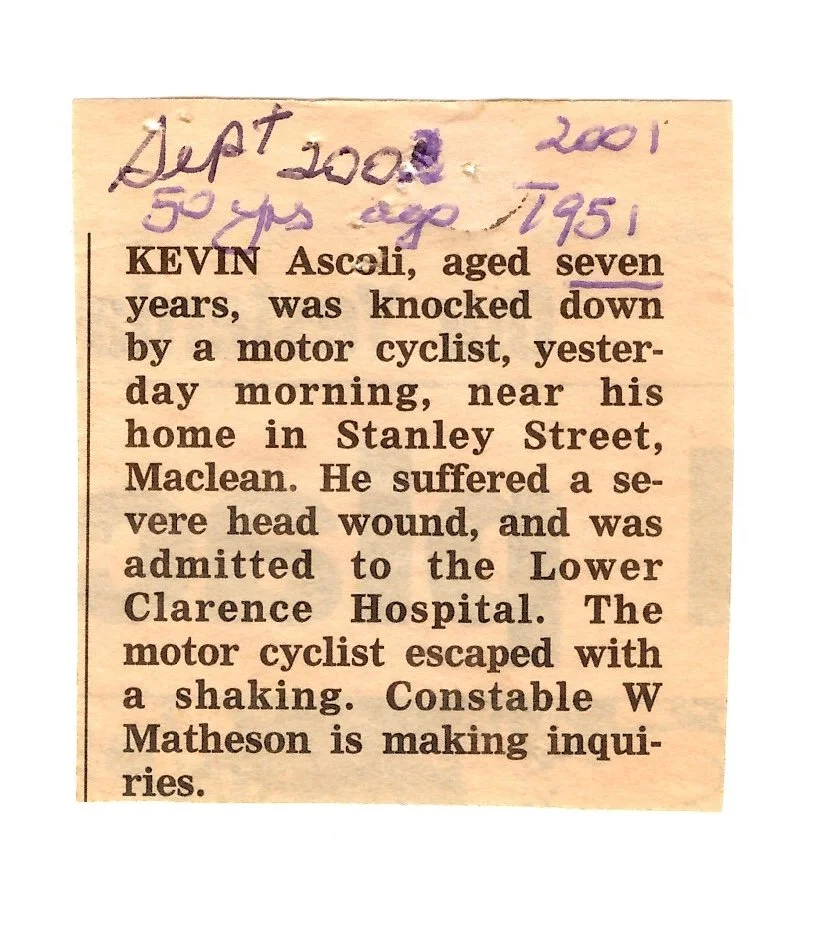 Sept 200 2001
50 yrs ago 1951
KEVIN Ascoli, aged seven
years, was knocked down
by a motor cyclist, yester-
day morning, near his
home in Stanley Street,
Maclean. He suffered a se-
vere head wound, and was
admitted to the Lower
Clarence Hospital. The
motor cyclist escaped with
a shaking. Constable W
Matheson is making inqui-
ries.